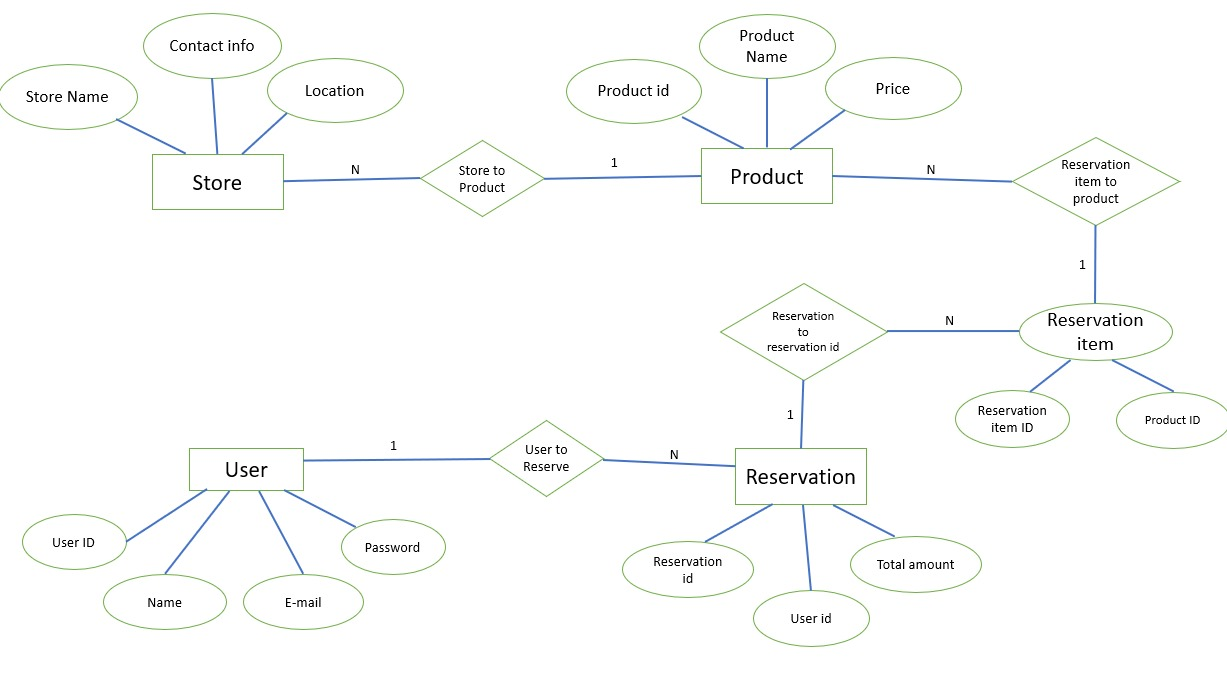 Contact info
Store Name
Location
Store
N
Store to
Product
1
Product
Name
Product id
Price
Product
N
Reservation
item to
product
1
Reservation
item
Reservation
item ID
Product ID
N
Reservation
to
reservation id
1
Reservation
Reservation
id
User id
Total amount
N
User to
Reserve
1
User
User ID
Name
E-mail
Password